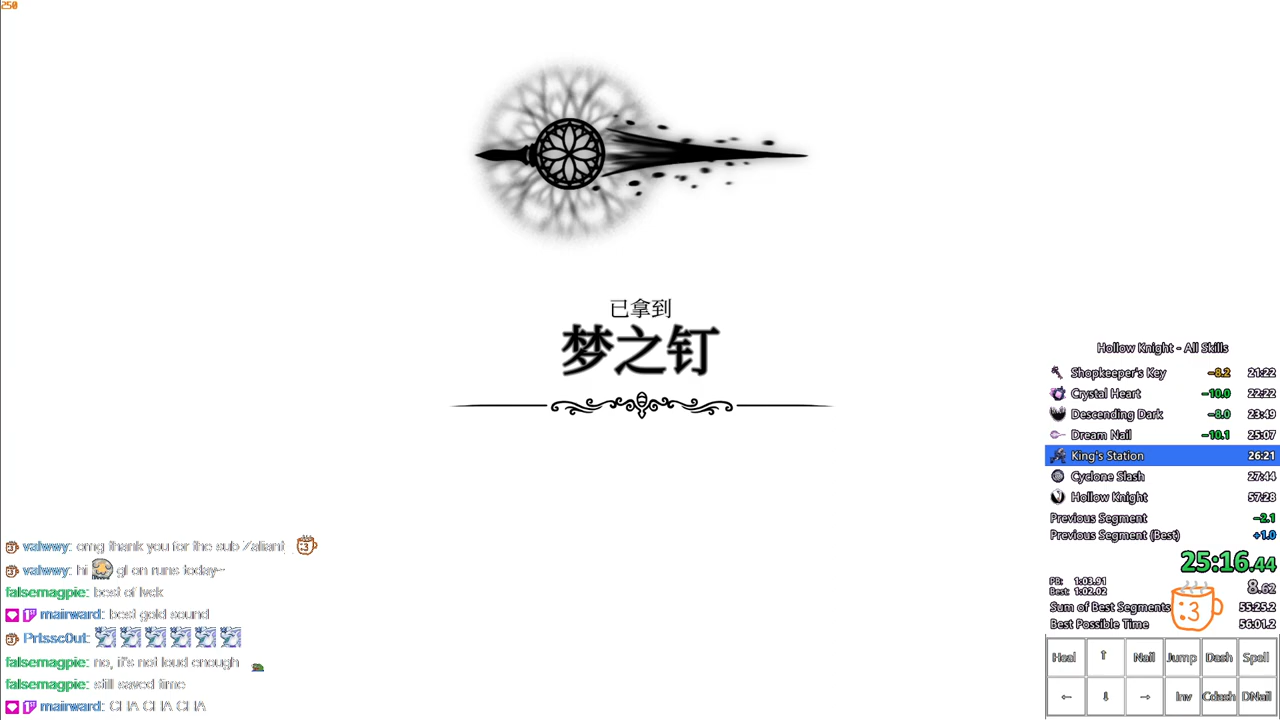 250
已拿到
梦之钉
Hollow Knight - All Skills
Shopkeeper's Key -8.2 21:22
Crystal Heart -10.0 22:22
Descending Dark -8.0 23:49
Dream Nail -10.1 25:07
King's Station 26:21
Cyclone Slash 27:44
Hollow Knight 57:28
Previous Segment -2.1
Previous Segment (Best) +1.0
25:16.44
PB: 1:03.91 8.62
Best: 1:02.02
Sum of Best Segments 55:25.2
Best Possible Time 56:01.2
valwwy: omg thank you for the sub Zaliant
valwwy: hi gl on runs today~
falsemagpie: best of lvck
mairward: best gold sound
Pr1ssc0ut:
falsemagpie: no, it's not loud enough
falsemagpie: still saved time
mairward: CHA CHA CHA
Heal ↑ Nail Jump Dash Spell
← ↓ → Inv Cdash DNail